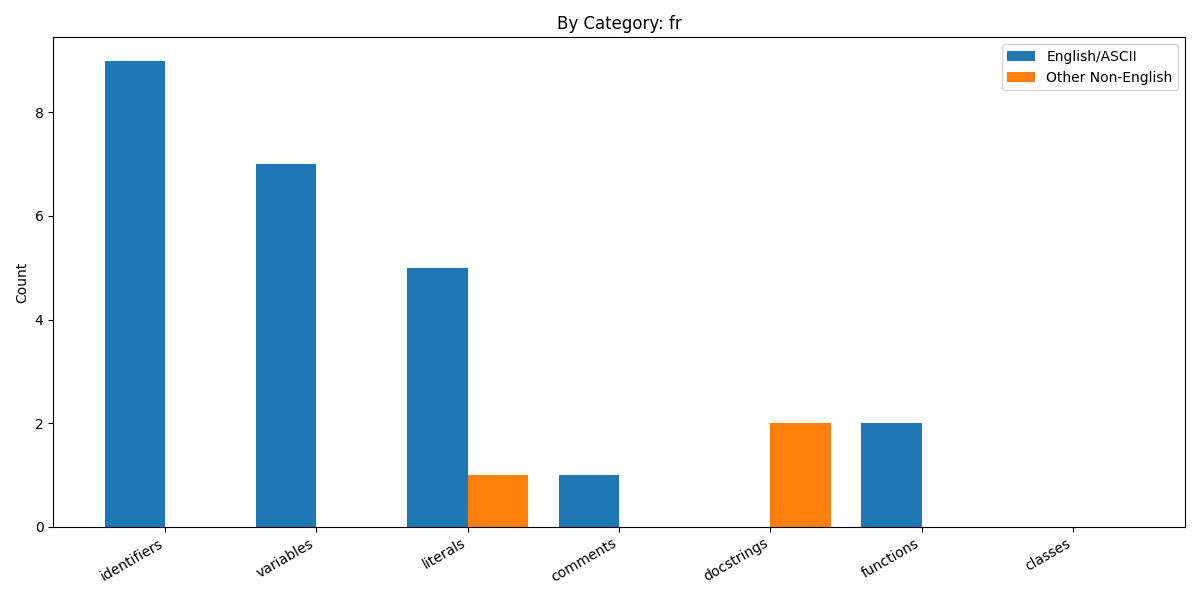 By Category: fr
English/ASCII
Other Non-English
Count
8
6
4
2
0
identifiers
variables
literals
comments
docstrings
functions
classes